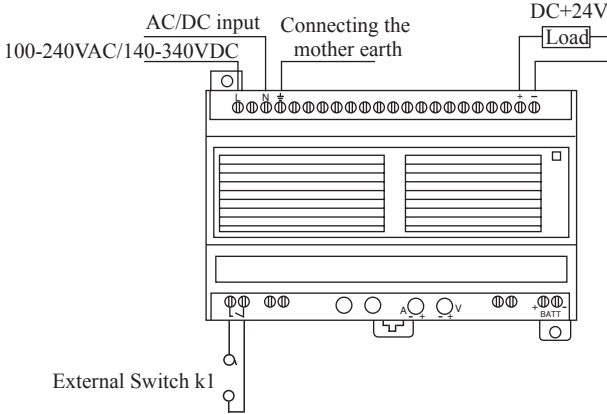 AC/DC input
Connecting the
mother earth
DC+24V
Load
100-240VAC/140-340VDC
L N
+ −
A
- +
- +
V
+ -
BATT
External Switch k1